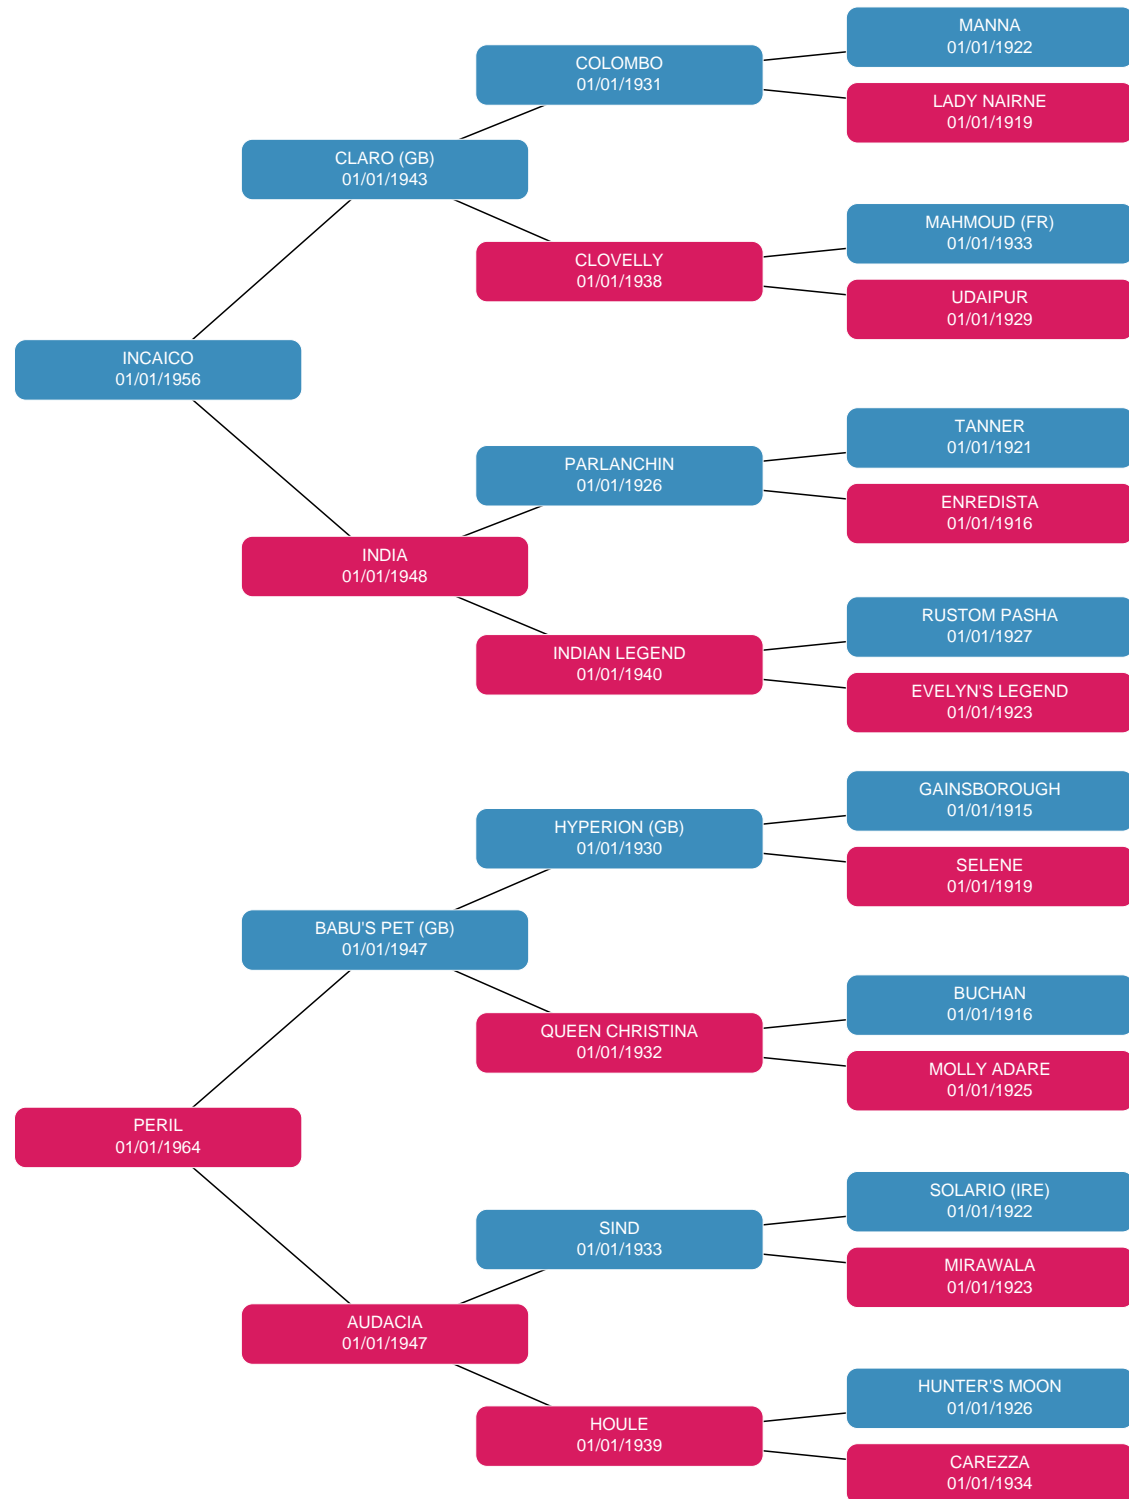 MANNA
01/01/1922
COLOMBO
01/01/1931
LADY NAIRNE
01/01/1919
CLARO (GB)
01/01/1943
MAHMOUD (FR)
01/01/1933
CLOVELLY
01/01/1938
UDAIPUR
01/01/1929
INCAICO
01/01/1956
TANNER
01/01/1921
PARLANCHIN
01/01/1926
ENREDISTA
01/01/1916
INDIA
01/01/1948
RUSTOM PASHA
01/01/1927
INDIAN LEGEND
01/01/1940
EVELYN'S LEGEND
01/01/1923
GAINSBOROUGH
01/01/1915
HYPERION (GB)
01/01/1930
SELENE
01/01/1919
BABU'S PET (GB)
01/01/1947
BUCHAN
01/01/1916
QUEEN CHRISTINA
01/01/1932
MOLLY ADARE
01/01/1925
PERIL
01/01/1964
SOLARIO (IRE)
01/01/1922
SIND
01/01/1933
MIRAWALA
01/01/1923
AUDACIA
01/01/1947
HUNTER'S MOON
01/01/1926
HOULE
01/01/1939
CAREZZA
01/01/1934